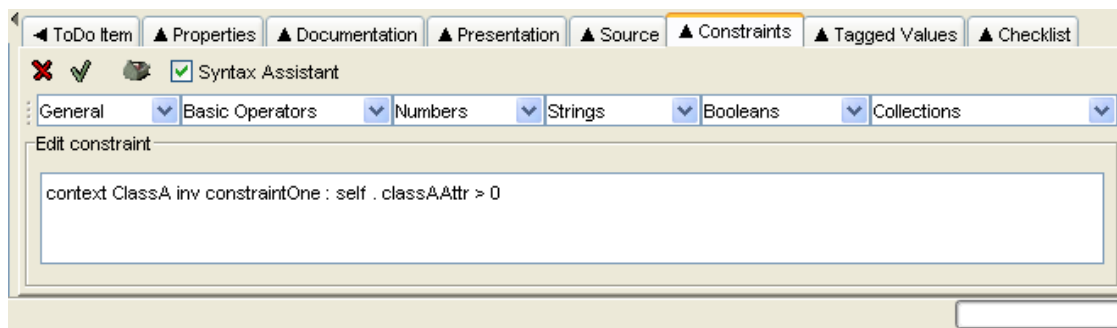 ToDo Item Properties Documentation Presentation Source Constraints Tagged Values Checklist
Syntax Assistant
General Basic Operators Numbers Strings Booleans Collections
Edit constraint
context ClassA inv constraintOne : self . classAAttr > 0